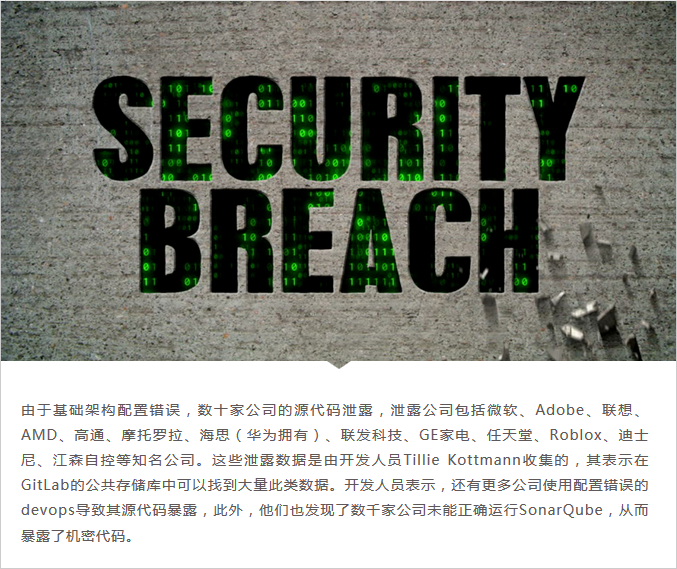 SECURITY
BREACH
由于基础架构配置错误，数十家公司的源代码泄露，泄露公司包括微软、Adobe、联想、
AMD、高通、摩托罗拉、海思（华为拥有）、联发科技、GE家电、任天堂、Roblox、迪士
尼、江森自控等知名公司。这些泄露数据是由开发人员Tillie Kottmann收集的，其表示在
GitLab的公共存储库中可以找到大量此类数据。开发人员表示，还有更多公司使用配置错误的
devops导致其源代码暴露，此外，他们也发现了数千家公司未能正确运行SonarQube，从而
暴露了机密代码。